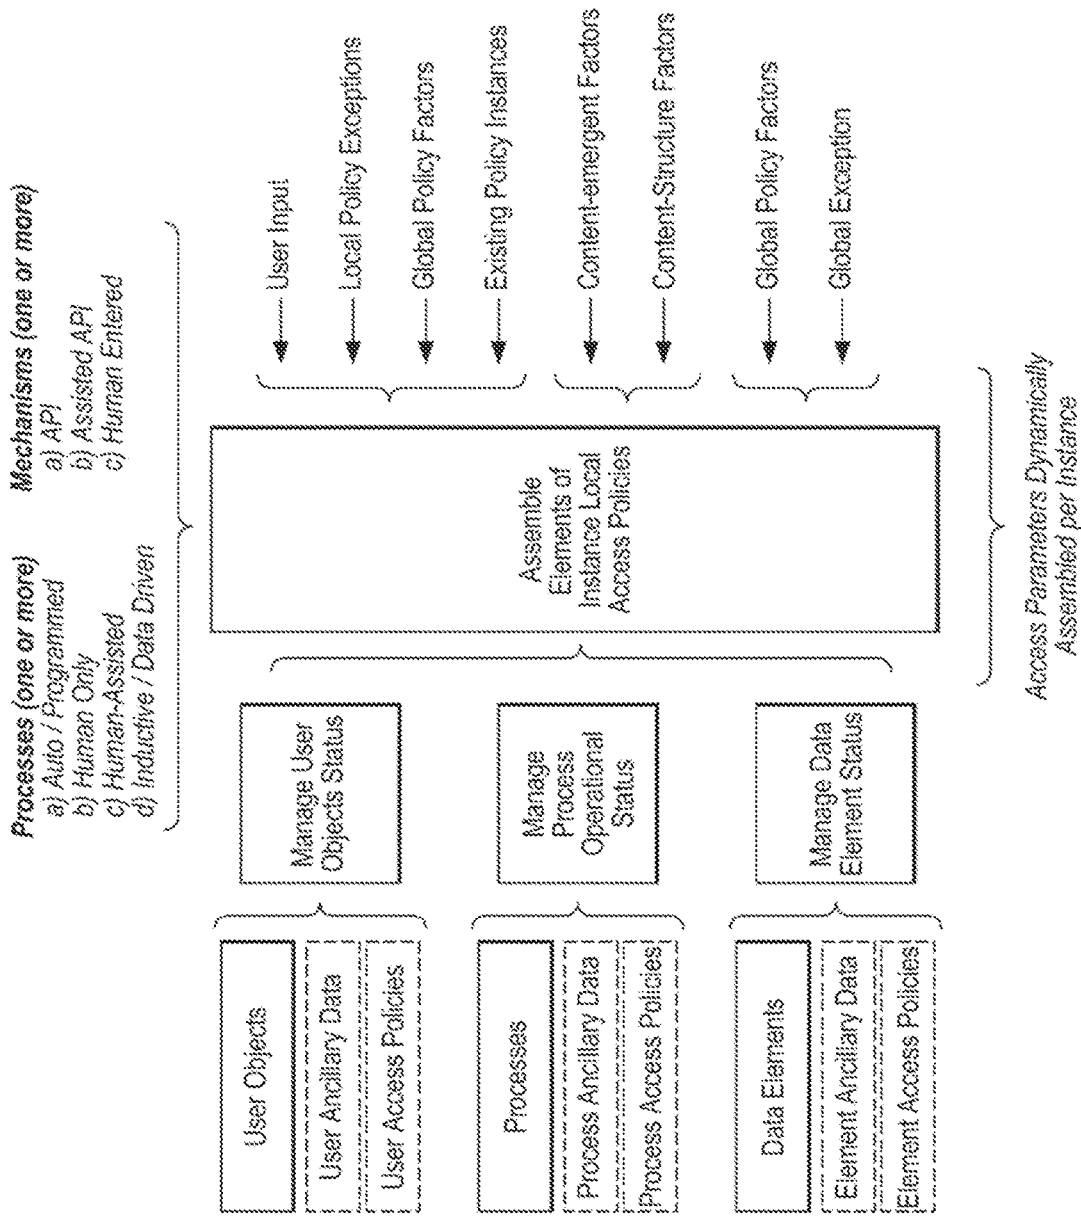 Processes (one or more)
a) Auto / Programmed
b) Human Only
c) Human-Assisted
d) Inductive / Data Driven
Mechanisms (one or more)
a) API
b) Assisted API
c) Human Entered
User Objects
User Ancillary Data
User Access Policies
Manage User
Objects Status
Processes
Process Ancillary Data
Process Access Policies
Manage
Process
Operational
Status
Data Elements
Element Ancillary Data
Element Access Policies
Manage Data
Element Status
Assemble
Elements of
Instance Local
Access Policies
User Input
Local Policy Exceptions
Global Policy Factors
Existing Policy Instances
Content-emergent Factors
Content-Structure Factors
Global Policy Factors
Global Exception
Access Parameters Dynamically
Assembled per Instance